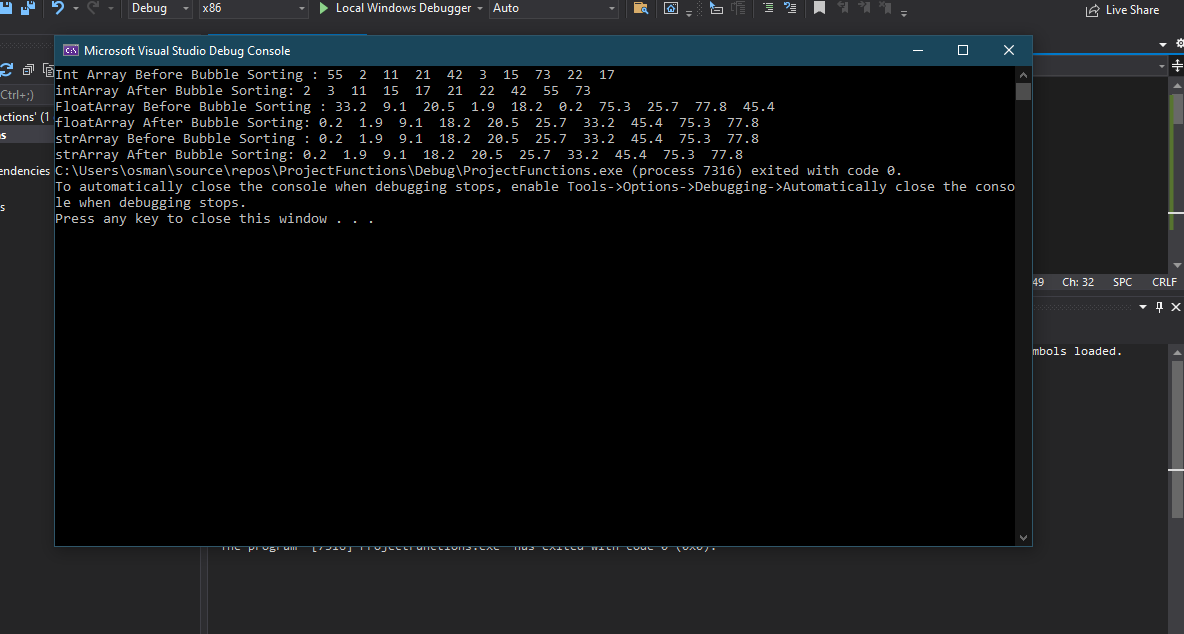 Debug x86 Local Windows Debugger Auto Live Share
Microsoft Visual Studio Debug Console
Int Array Before Bubble Sorting : 55 2 11 21 42 3 15 73 22 17
intArray After Bubble Sorting: 2 3 11 15 17 21 22 42 55 73
FloatArray Before Bubble Sorting : 33.2 9.1 20.5 1.9 18.2 0.2 75.3 25.7 77.8 45.4
floatArray After Bubble Sorting: 0.2 1.9 9.1 18.2 20.5 25.7 33.2 45.4 75.3 77.8
strArray Before Bubble Sorting : 0.2 1.9 9.1 18.2 20.5 25.7 33.2 45.4 75.3 77.8
strArray After Bubble Sorting: 0.2 1.9 9.1 18.2 20.5 25.7 33.2 45.4 75.3 77.8
C:\Users\osman\source\repos\ProjectFunctions\Debug\ProjectFunctions.exe (process 7316) exited with code 0.
To automatically close the console when debugging stops, enable Tools->Options->Debugging->Automatically close the conso
le when debugging stops.
Press any key to close this window . . .
Ctrl+;)
nctions' (1
s
endencies
s
49 Ch: 32 SPC CRLF
mbols loaded.
The program '[7316] ProjectFunctions.exe' has exited with code 0 (0x0).